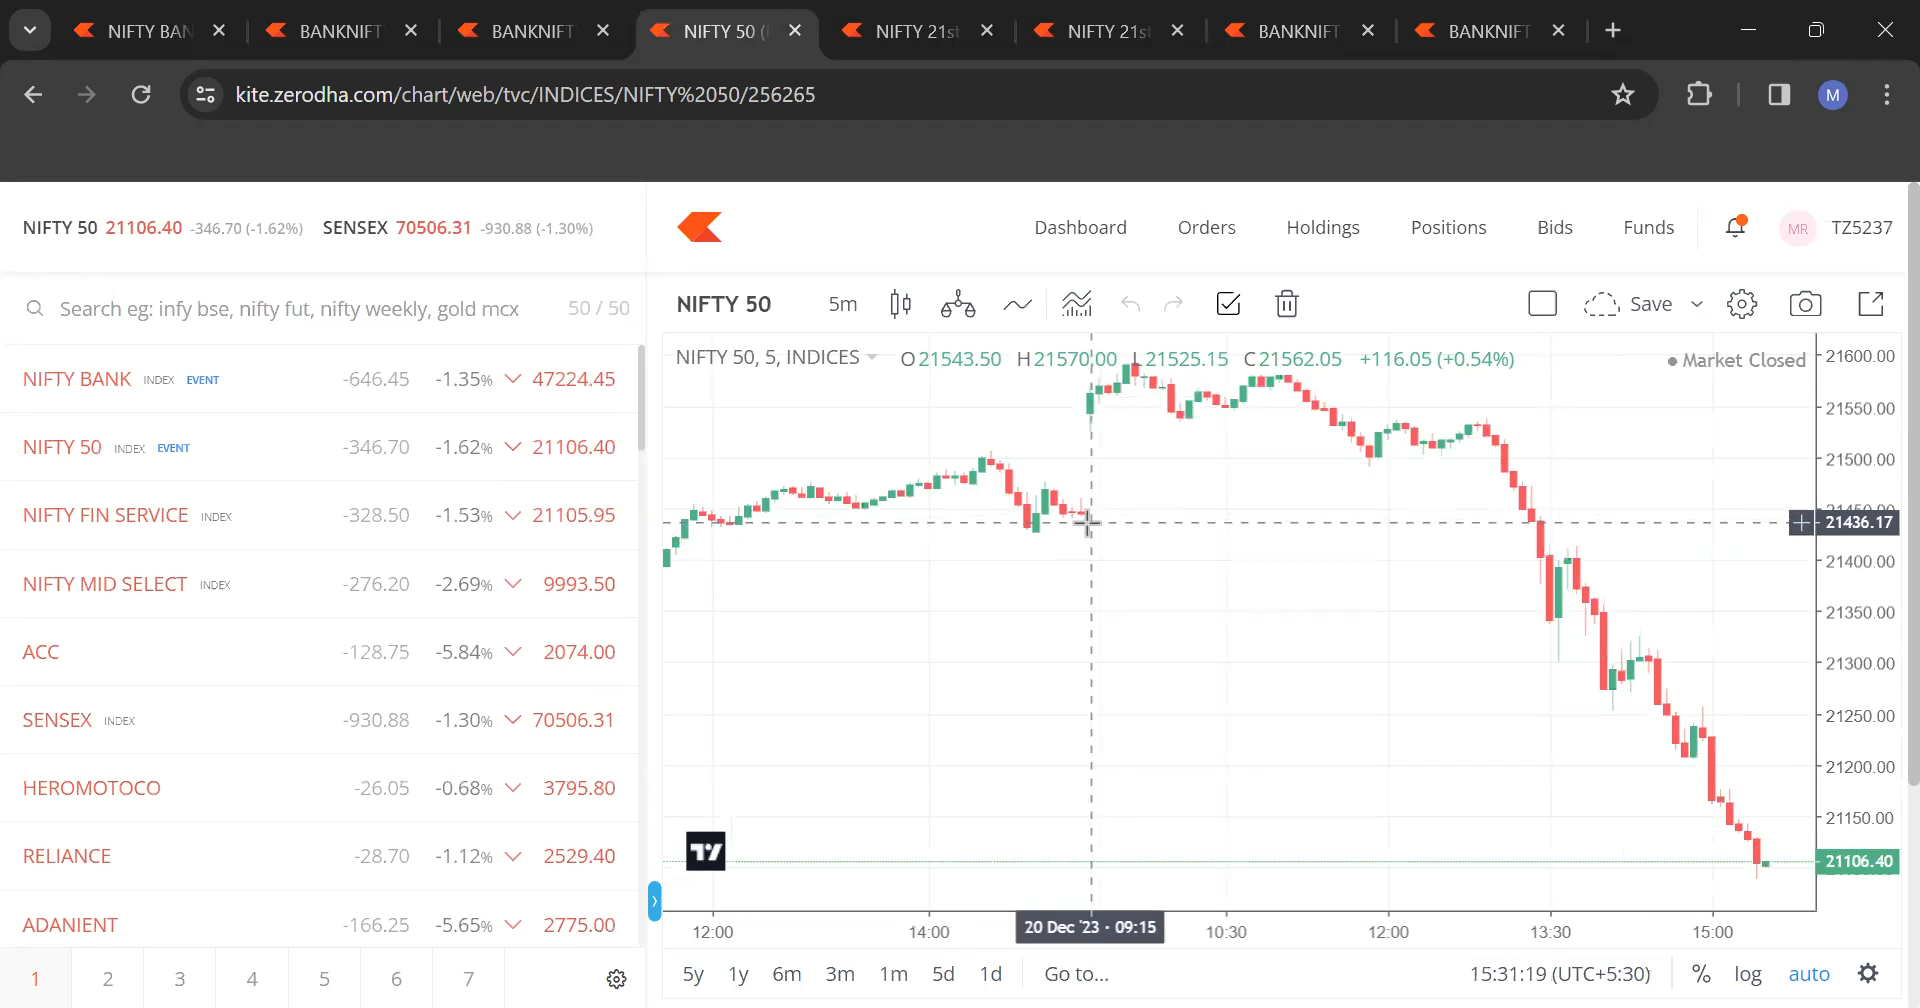 NIFTY BAN
BANKNIFT
BANKNIFT
NIFTY 50 (
NIFTY 21st
NIFTY 21st
BANKNIFT
BANKNIFT
kite.zerodha.com/chart/web/tvc/INDICES/NIFTY%2050/256265
M
NIFTY 50 21106.40 -346.70 (-1.62%) SENSEX 70506.31 -930.88 (-1.30%)
Dashboard Orders Holdings Positions Bids Funds MR TZ5237
Search eg: infy bse, nifty fut, nifty weekly, gold mcx 50 / 50
NIFTY BANK INDEX EVENT -646.45 -1.35% 47224.45
NIFTY 50 INDEX EVENT -346.70 -1.62% 21106.40
NIFTY FIN SERVICE INDEX -328.50 -1.53% 21105.95
NIFTY MID SELECT INDEX -276.20 -2.69% 9993.50
ACC -128.75 -5.84% 2074.00
SENSEX INDEX -930.88 -1.30% 70506.31
HEROMOTOCO -26.05 -0.68% 3795.80
RELIANCE -28.70 -1.12% 2529.40
ADANIENT -166.25 -5.65% 2775.00
1 2 3 4 5 6 7
NIFTY 50 5m Save
NIFTY 50, 5, INDICES O21543.50 H21570.00 L21525.15 C21562.05 +116.05 (+0.54%) Market Closed
21600.00
21550.00
21500.00
21450.00
21436.17
21400.00
21350.00
21300.00
21250.00
21200.00
21150.00
21106.40
12:00 14:00 20 Dec '23 · 09:15 10:30 12:00 13:30 15:00
5y 1y 6m 3m 1m 5d 1d Go to... 15:31:19 (UTC+5:30) % log auto